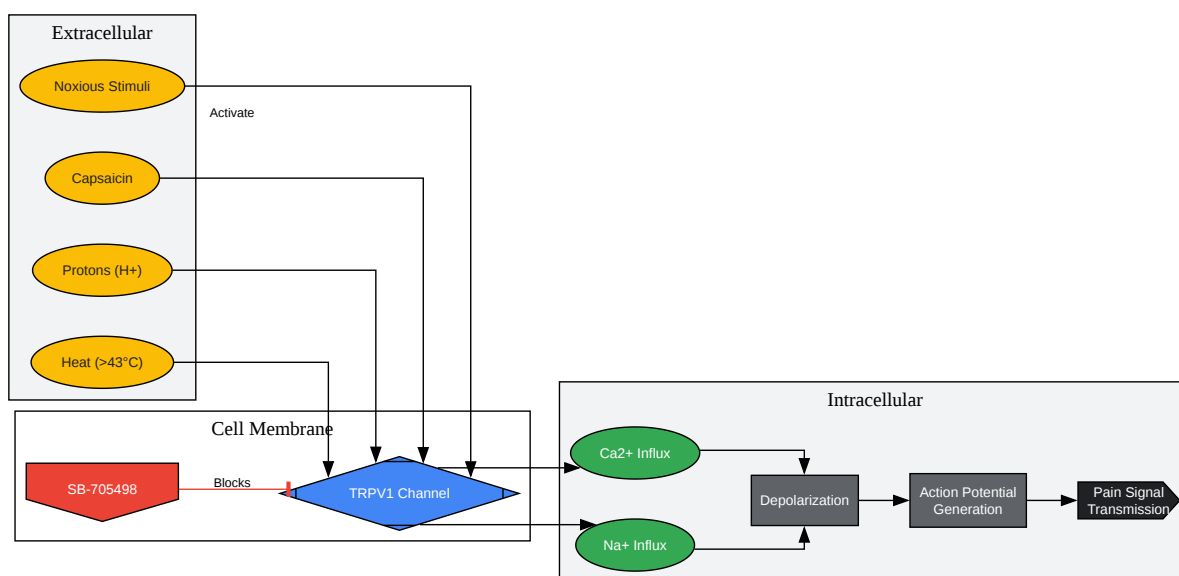 Extracellular
Noxious Stimuli
Activate
Capsaicin
Protons (H+)
Heat (>43°C)
Cell Membrane
SB-705498
Blocks
TRPV1 Channel
Intracellular
Ca2+ Influx
Na+ Influx
Depolarization
Action Potential
Generation
Pain Signal
Transmission